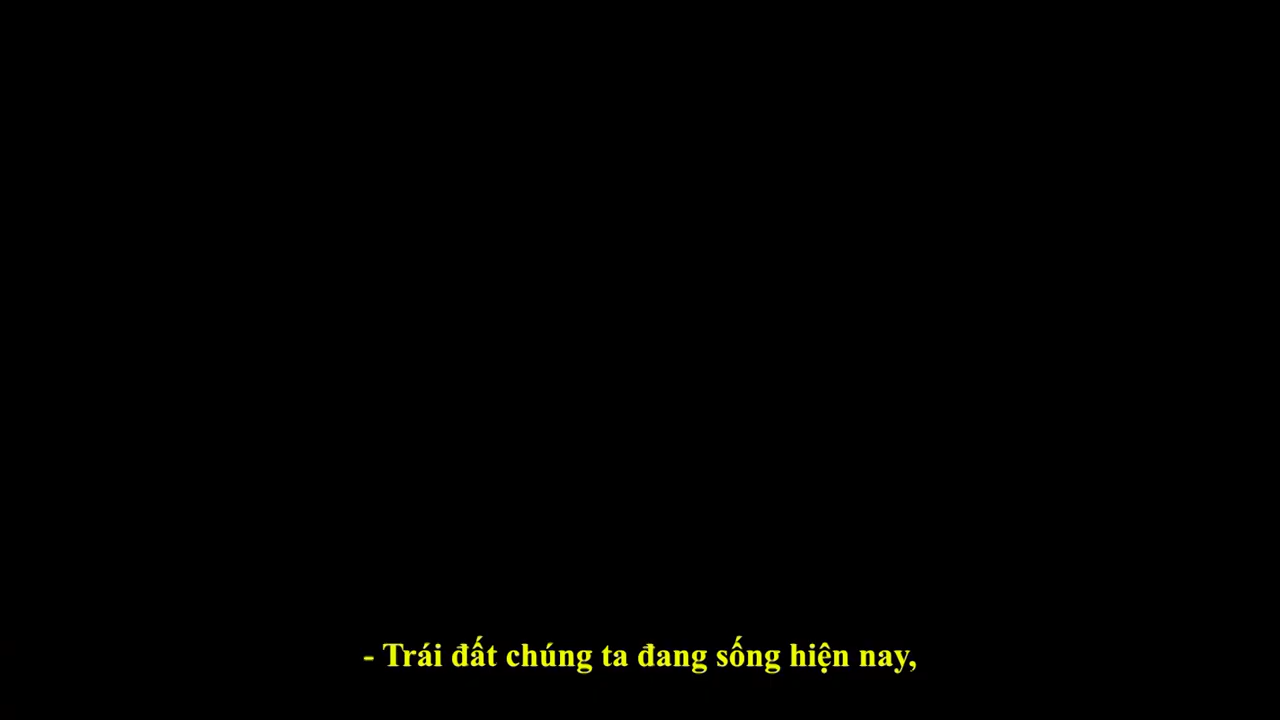 - Trái đất chúng ta đang sống hiện nay,